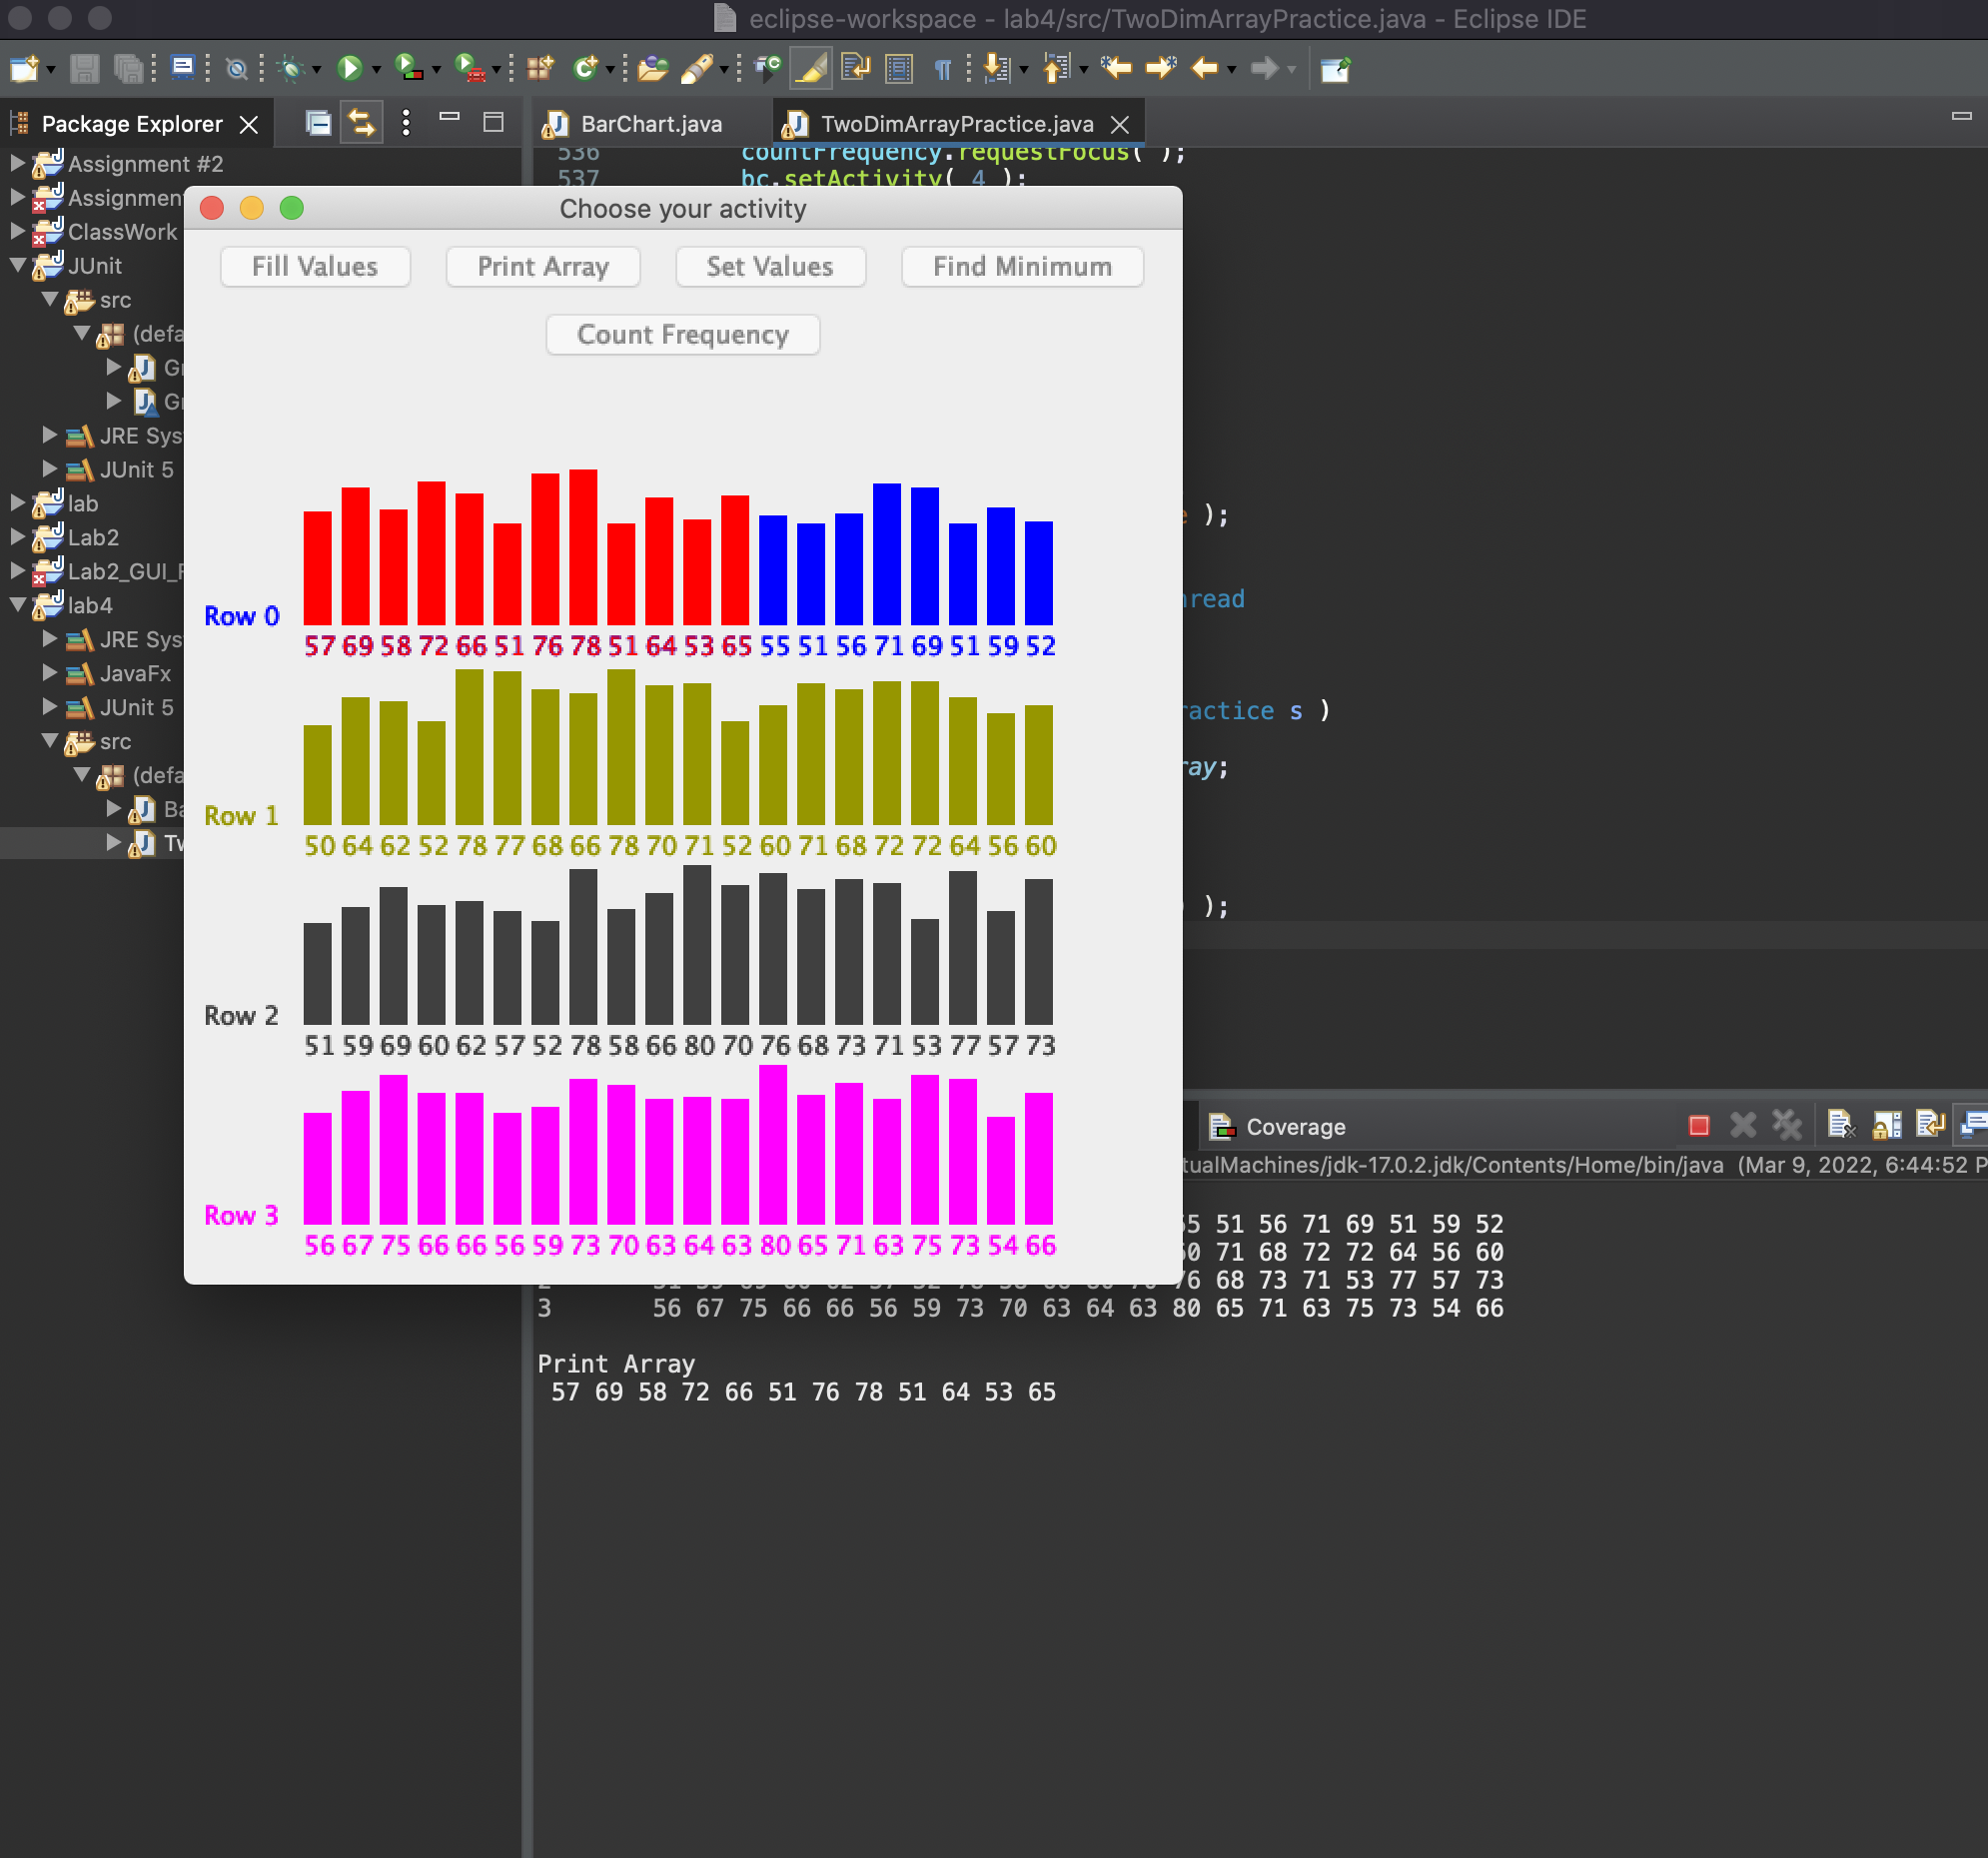 eclipse-workspace - lab4/src/TwoDimArrayPractice.java - Eclipse IDE
Package Explorer
BarChart.java
TwoDimArrayPractice.java
Assignment #2
Assignmen
ClassWork
JUnit
src
(defa
JRE Sys
JUnit 5
lab
Lab2
Lab2_GUI_F
lab4
JRE Sys
JavaFx
JUnit 5
src
(defa
536 countFrequency.requestFocus( );
537 bc.setActivity( 4 );
e );
hread
ractice s )
ray;
);
Choose your activity
Fill Values
Print Array
Set Values
Find Minimum
Count Frequency
Row 0
57 69 58 72 66 51 76 78 51 64 53 65 55 51 56 71 69 51 59 52
Row 1
50 64 62 52 78 77 68 66 78 70 71 52 60 71 68 72 72 64 56 60
Row 2
51 59 69 60 62 57 52 78 58 66 80 70 76 68 73 71 53 77 57 73
Row 3
56 67 75 66 66 56 59 73 70 63 64 63 80 65 71 63 75 73 54 66
Coverage
tualMachines/jdk-17.0.2.jdk/Contents/Home/bin/java (Mar 9, 2022, 6:44:52 P
55 51 56 71 69 51 59 52
60 71 68 72 72 64 56 60
76 68 73 71 53 77 57 73
3 56 67 75 66 66 56 59 73 70 63 64 63 80 65 71 63 75 73 54 66
Print Array
57 69 58 72 66 51 76 78 51 64 53 65